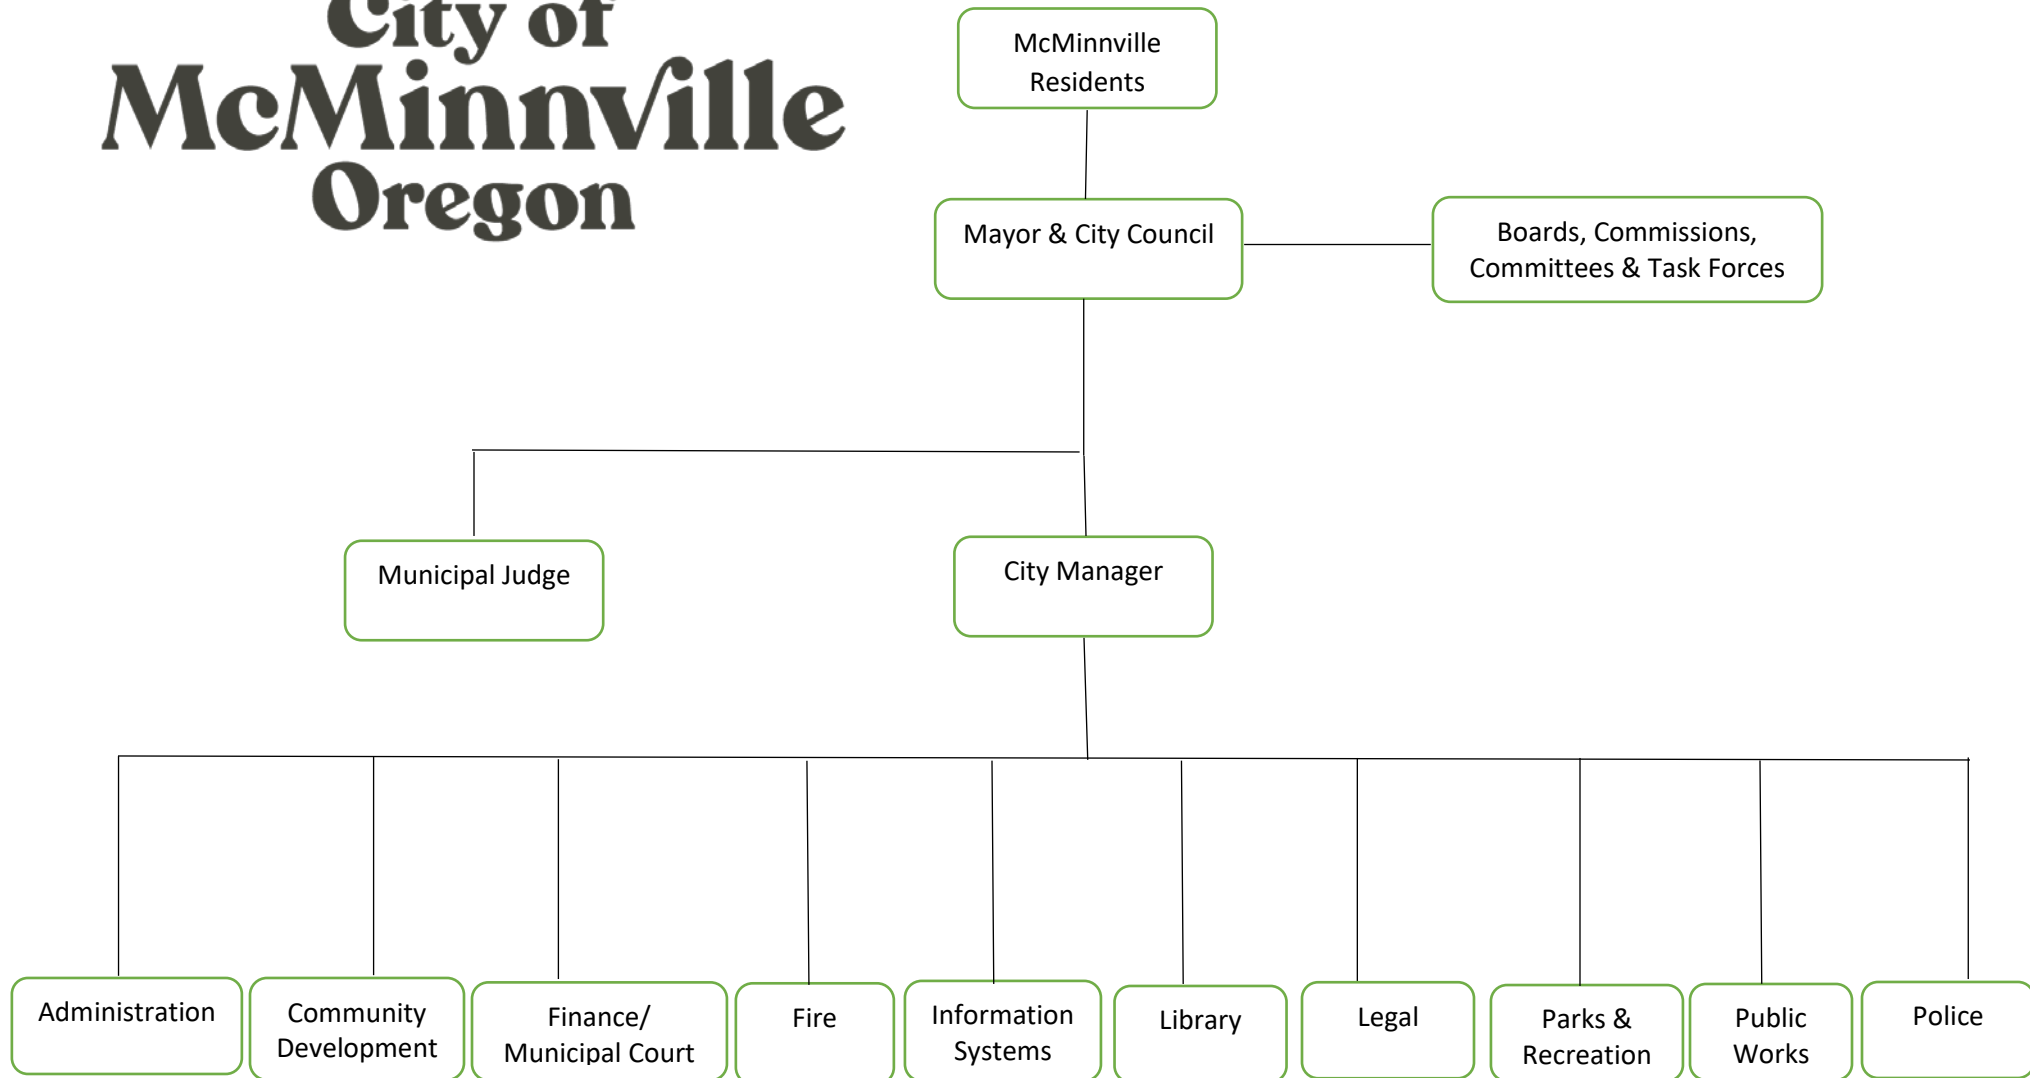 City of
McMinnville
Oregon
McMinnville
Residents
Mayor & City Council
Boards, Commissions,
Committees & Task Forces
Municipal Judge
City Manager
Administration
Community
Development
Finance/
Municipal Court
Fire
Information
Systems
Library
Legal
Parks &
Recreation
Public
Works
Police